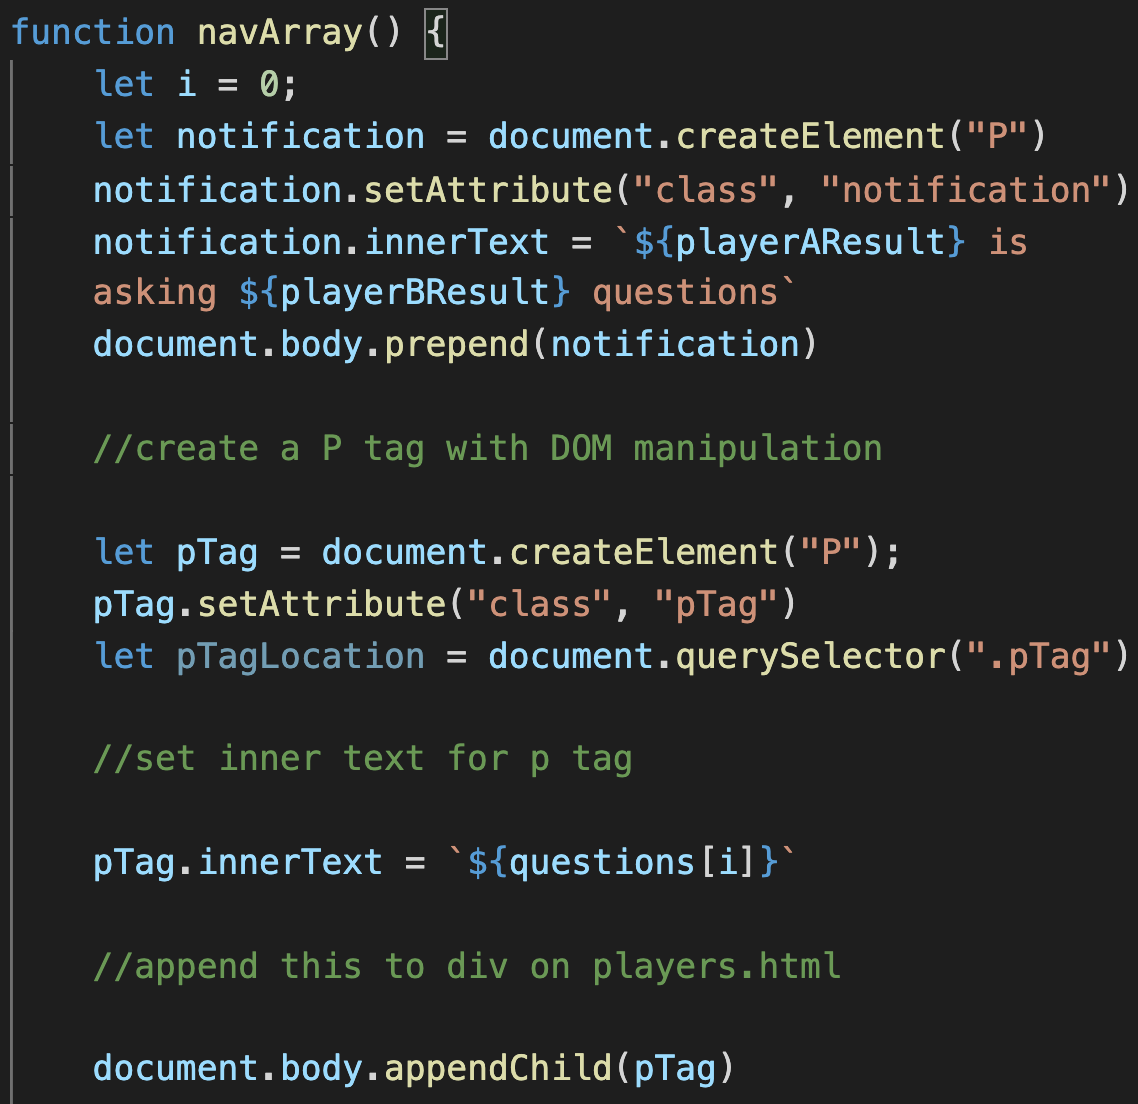 function navArray() {
    let i = 0;
    let notification = document.createElement("P")
    notification.setAttribute("class", "notification")
    notification.innerText = `${playerAResult} is
    asking ${playerBResult} questions`
    document.body.prepend(notification)
    //create a P tag with DOM manipulation
    let pTag = document.createElement("P");
    pTag.setAttribute("class", "pTag")
    let pTagLocation = document.querySelector(".pTag")
    //set inner text for p tag
    pTag.innerText = `${questions[i]}`
    //append this to div on players.html
    document.body.appendChild(pTag)